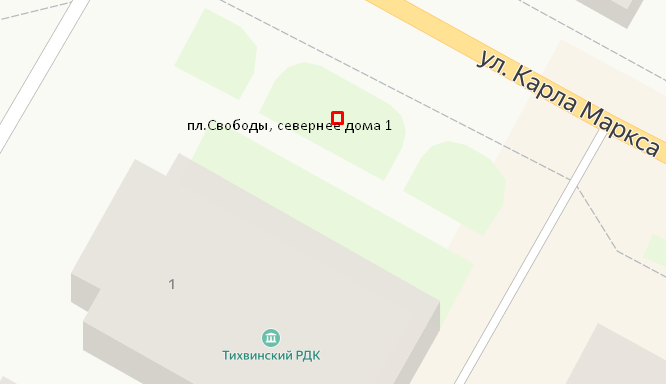 ул. Карла Маркса
пл.Свободы, севернее дома 1
1
Тихвинский РДК